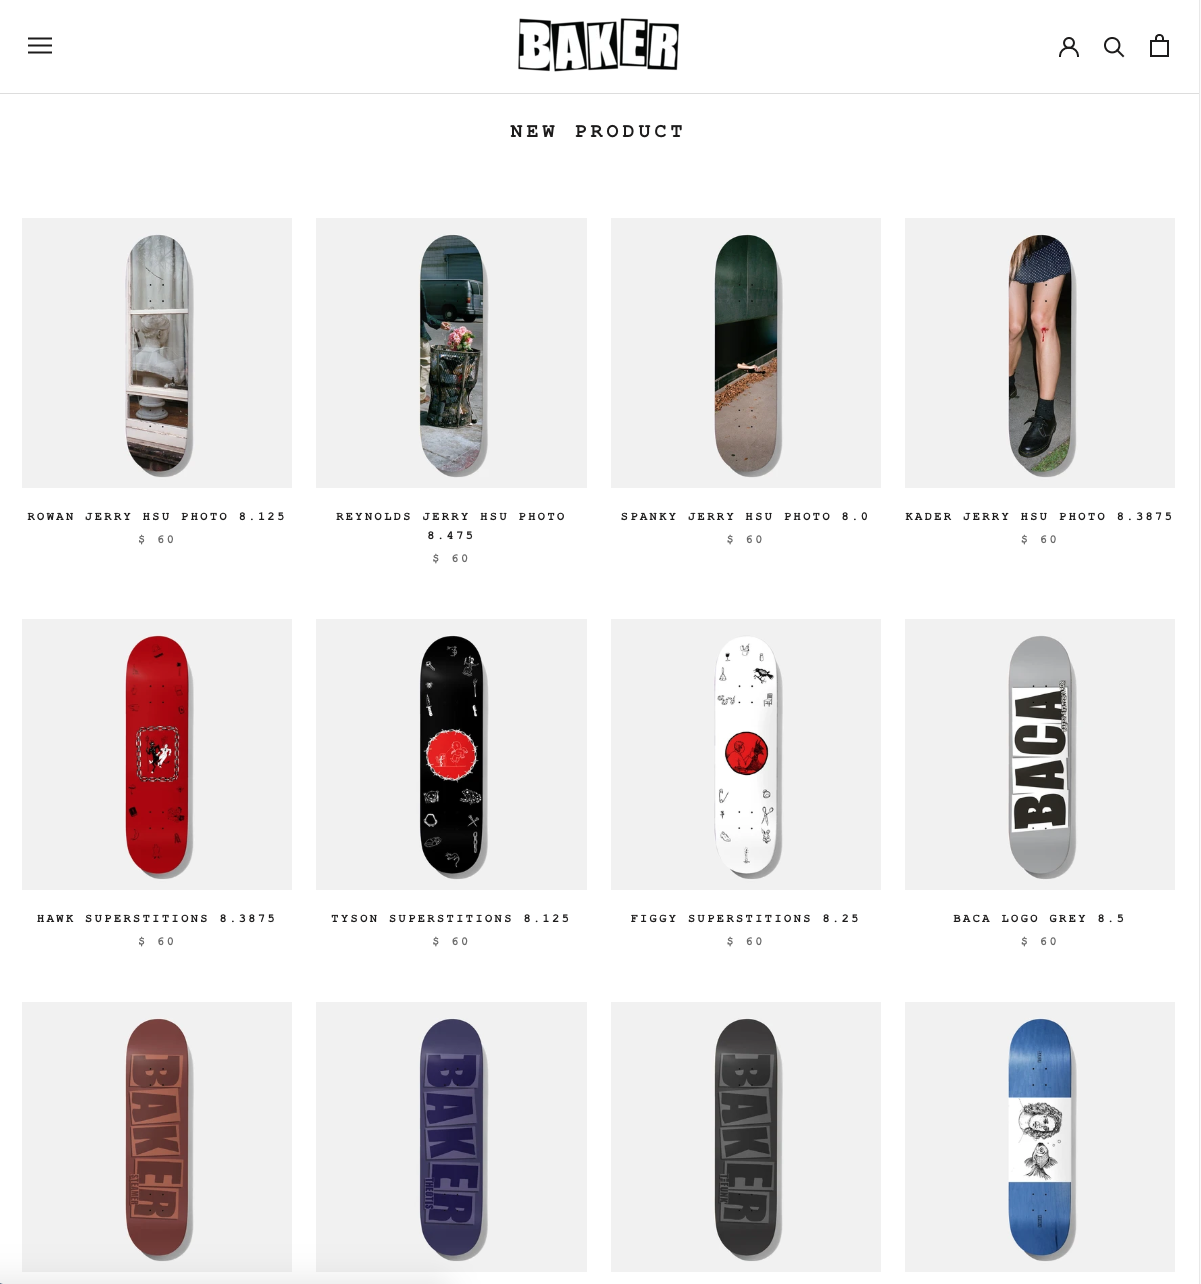 BAKER
NEW PRODUCT
ROWAN JERRY HSU PHOTO 8.125
$ 60
REYNOLDS JERRY HSU PHOTO
8.475
$ 60
SPANKY JERRY HSU PHOTO 8.0
$ 60
KADER JERRY HSU PHOTO 8.3875
$ 60
BACA
HAWK SUPERSTITIONS 8.3875
$ 60
TYSON SUPERSTITIONS 8.125
$ 60
FIGGY SUPERSTITIONS 8.25
$ 60
BACA LOGO GREY 8.5
$ 60
BAKER
BAKER
BAKER